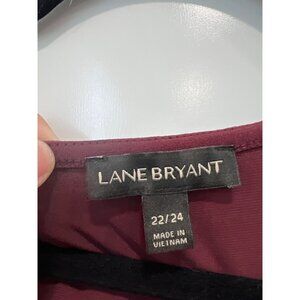 LANE BRYANT
22/24
MADE IN
VIETNAM